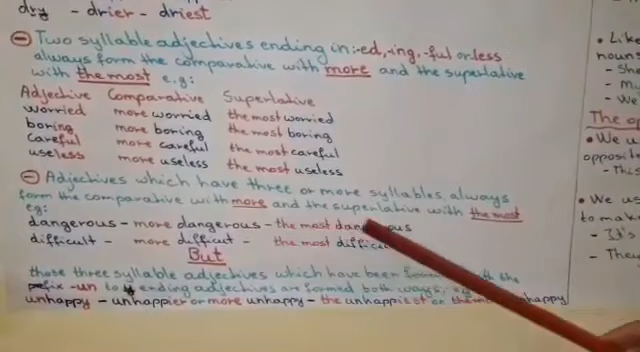 dry - drier - driest
Two syllable adjectives ending in:-ed, -ing, -ful or less
always form the comparative with more and the superlative
with the most e.g:
Adjective Comparative Superlative
worried more worried the most worried
boring more boring the most boring
careful more careful the most careful
useless more useless the most useless
Adjectives which have three or more syllables, always
form the comparative with more and the superlative with the most
eg:
dangerous - more dangerous - the most dangerous
difficult - more difficult - the most
But
those three syllable adjectives which have been the
prefix -un to ending adjectives are formed both ways;
unhappy - unhappier or more unhappy - the unhappiest or the unhappy
• Like
noun
- She
- My
- We
The op
• We u
opposit
- This
• We us
to mak
- It's
- They